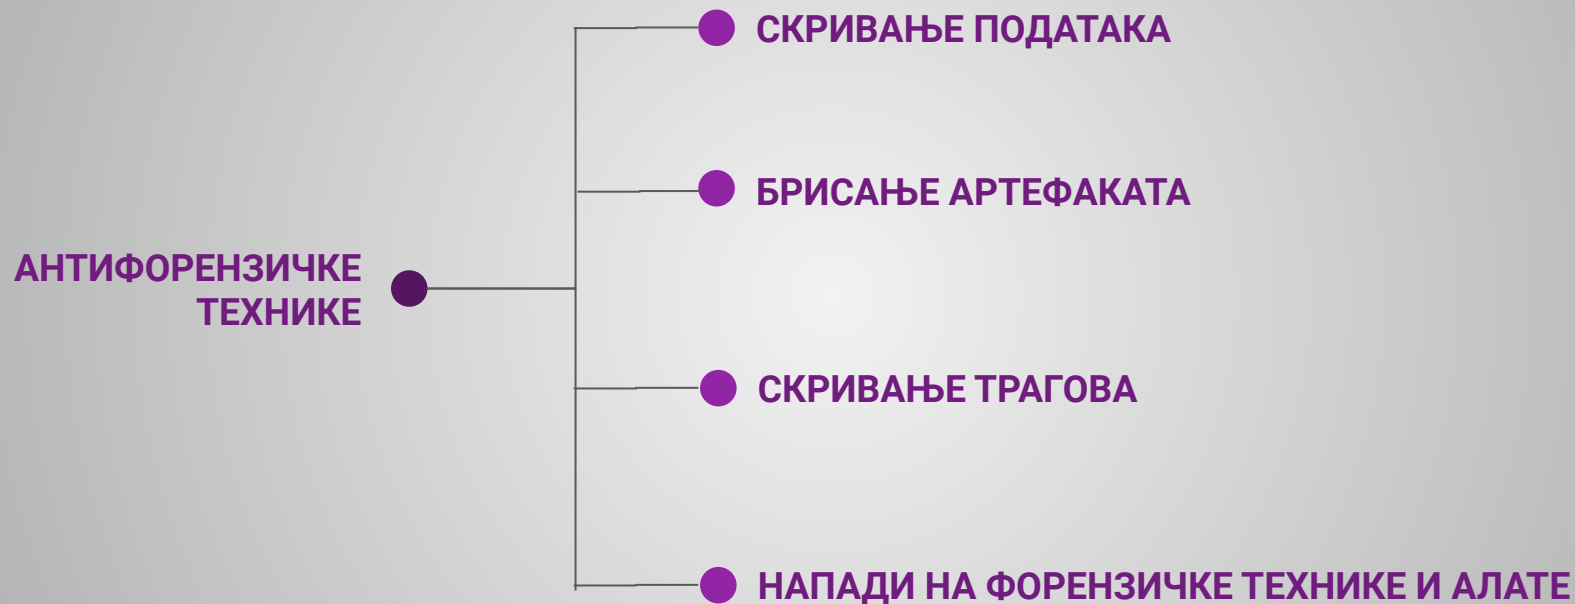 СКРИВАЊЕ ПОДАТАКА
БРИСАЊЕ АРТЕФАКАТА
АНТИФОРЕНЗИЧКЕ
ТЕХНИКЕ
СКРИВАЊЕ ТРАГОВА
НАПАДИ НА ФОРЕНЗИЧКЕ ТЕХНИКЕ И АЛАТЕ